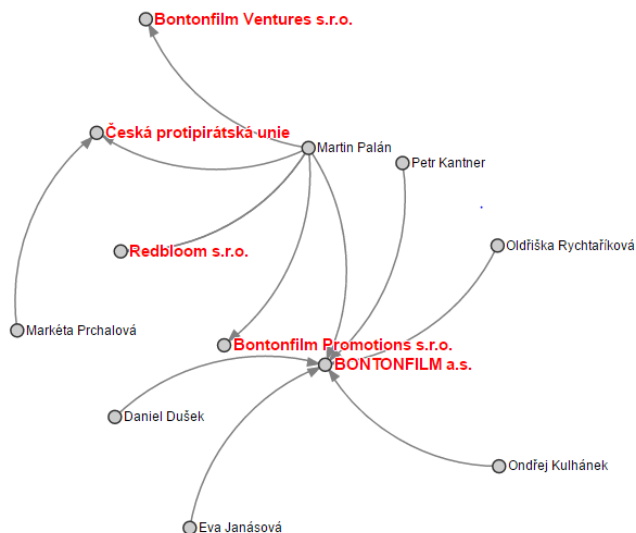 Bontonfilm Ventures s.r.o.
Česká protipirátská unie
Martin Palán
Petr Kantner
Oldřiška Rychtaříková
Redbloom s.r.o.
Markéta Prchalová
Bontonfilm Promotions s.r.o.
BONTONFILM a.s.
Daniel Dušek
Ondřej Kulhánek
Eva Janásová